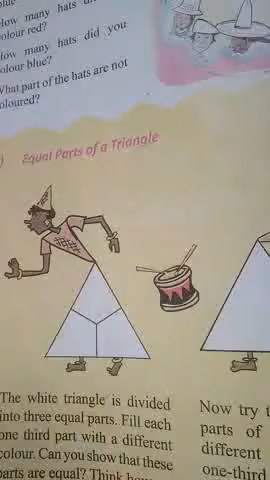 How many hats
colour red?
How many hats did you
colour blue?
What part of the hats are not
coloured?
Equal Parts of a Triangle
The white triangle is divided
into three equal parts. Fill each
one third part with a different
colour. Can you show that these
parts are equal? Think how
Now try
parts of
different
one-third